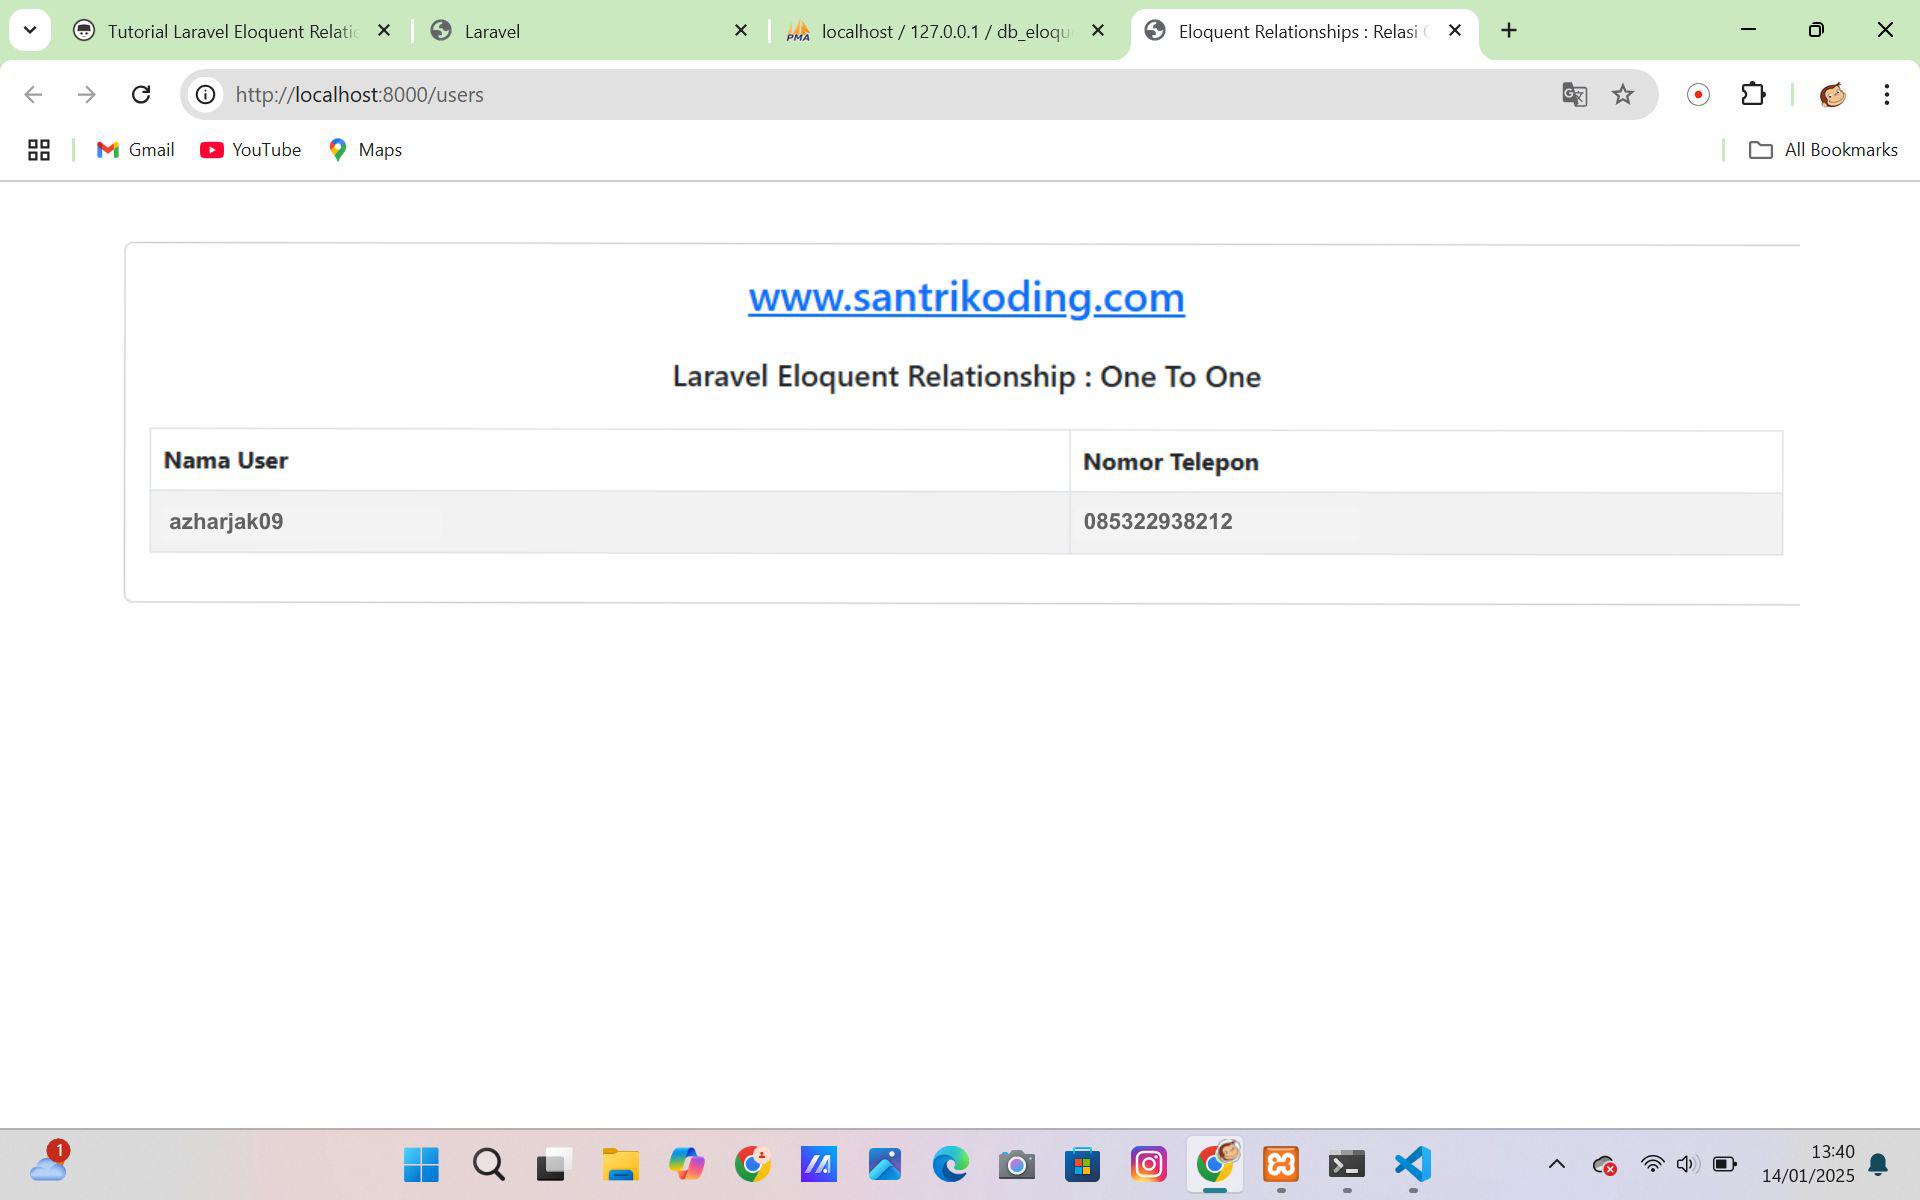 Tutorial Laravel Eloquent Relatic
Laravel
localhost / 127.0.0.1 / db_eloqu
Eloquent Relationships : Relasi
http://localhost:8000/users
Gmail
YouTube
Maps
All Bookmarks
www.santrikoding.com
Laravel Eloquent Relationship : One To One
Nama User
Nomor Telepon
azharjak09
085322938212
1
13:40
14/01/2025